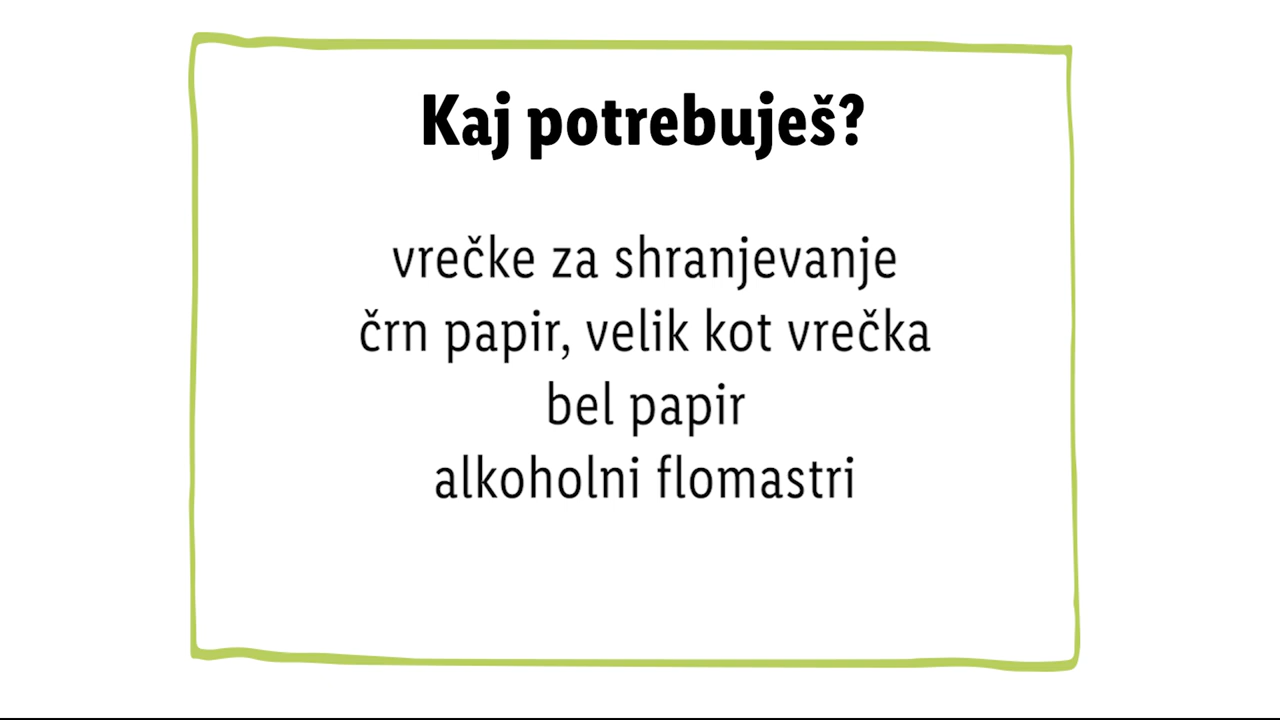 Kaj potrebuješ?
vrečke za shranjevanje
črn papir, velik kot vrečka
bel papir
alkoholni flomastri